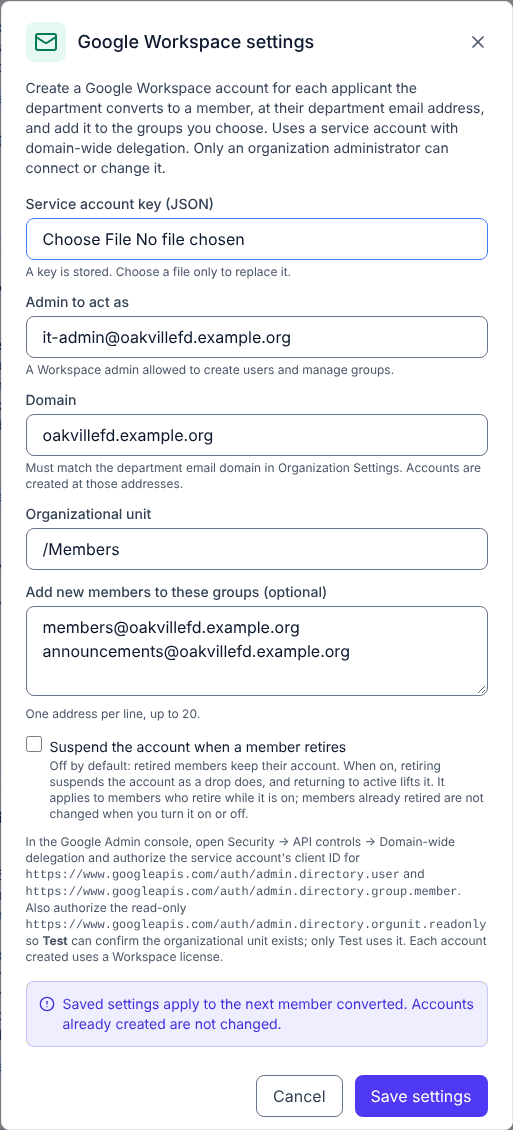 Google Workspace settings
Create a Google Workspace account for each applicant the
department converts to a member, at their department email address,
and add it to the groups you choose. Uses a service account with
domain-wide delegation. Only an organization administrator can
connect or change it.
Service account key (JSON)
Choose File No file chosen
A key is stored. Choose a file only to replace it.
Admin to act as
it-admin@oakvillefd.example.org
A Workspace admin allowed to create users and manage groups.
Domain
oakvillefd.example.org
Must match the department email domain in Organization Settings. Accounts are
created at those addresses.
Organizational unit
/Members
Add new members to these groups (optional)
members@oakvillefd.example.org
announcements@oakvillefd.example.org
One address per line, up to 20.
Suspend the account when a member retires
Off by default: retired members keep their account. When on, retiring
suspends the account as a drop does, and returning to active lifts it. It
applies to members who retire while it is on; members already retired are not
changed when you turn it on or off.
In the Google Admin console, open Security → API controls → Domain-wide
delegation and authorize the service account's client ID for
https://www.googleapis.com/auth/admin.directory.user and
https://www.googleapis.com/auth/admin.directory.group.member.
Also authorize the read-only
https://www.googleapis.com/auth/admin.directory.orgunit.readonly
so Test can confirm the organizational unit exists; only Test uses it. Each account
created uses a Workspace license.
Saved settings apply to the next member converted. Accounts
already created are not changed.
Cancel
Save settings